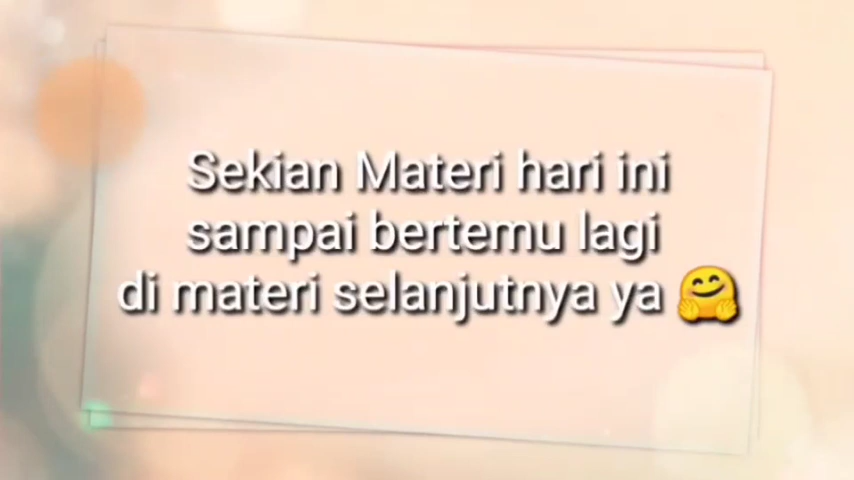 Sekian Materi hari ini
sampai bertemu lagi
di materi selanjutnya ya 🤗